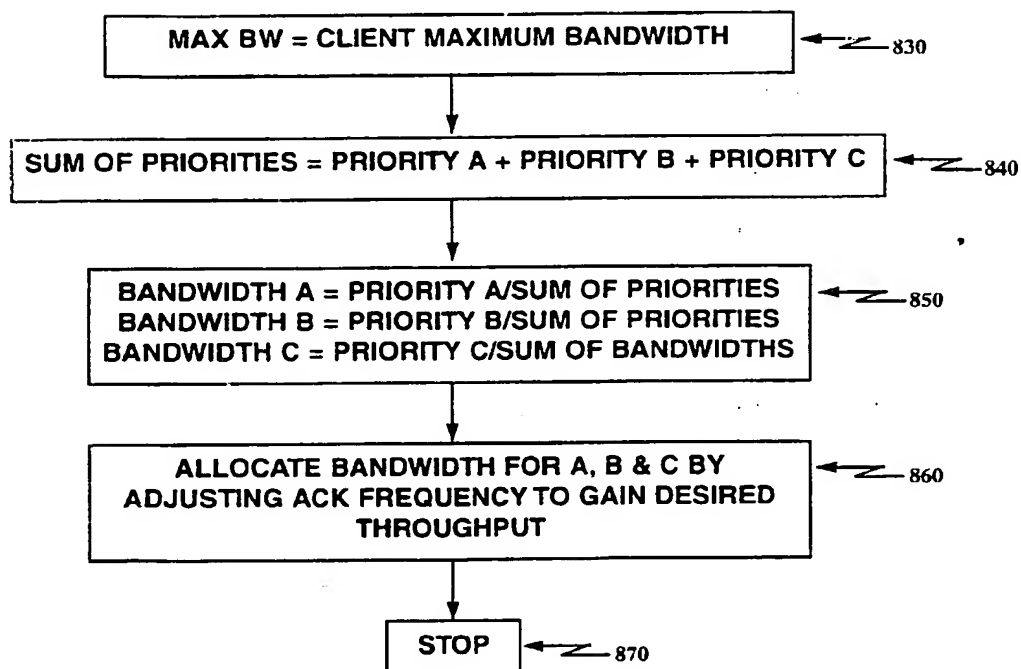 MAX BW = CLIENT MAXIMUM BANDWIDTH
830
SUM OF PRIORITIES = PRIORITY A + PRIORITY B + PRIORITY C
840
BANDWIDTH A = PRIORITY A/SUM OF PRIORITIES
BANDWIDTH B = PRIORITY B/SUM OF PRIORITIES
BANDWIDTH C = PRIORITY C/SUM OF BANDWIDTHS
850
ALLOCATE BANDWIDTH FOR A, B & C BY
ADJUSTING ACK FREQUENCY TO GAIN DESIRED
THROUGHPUT
860
STOP
870